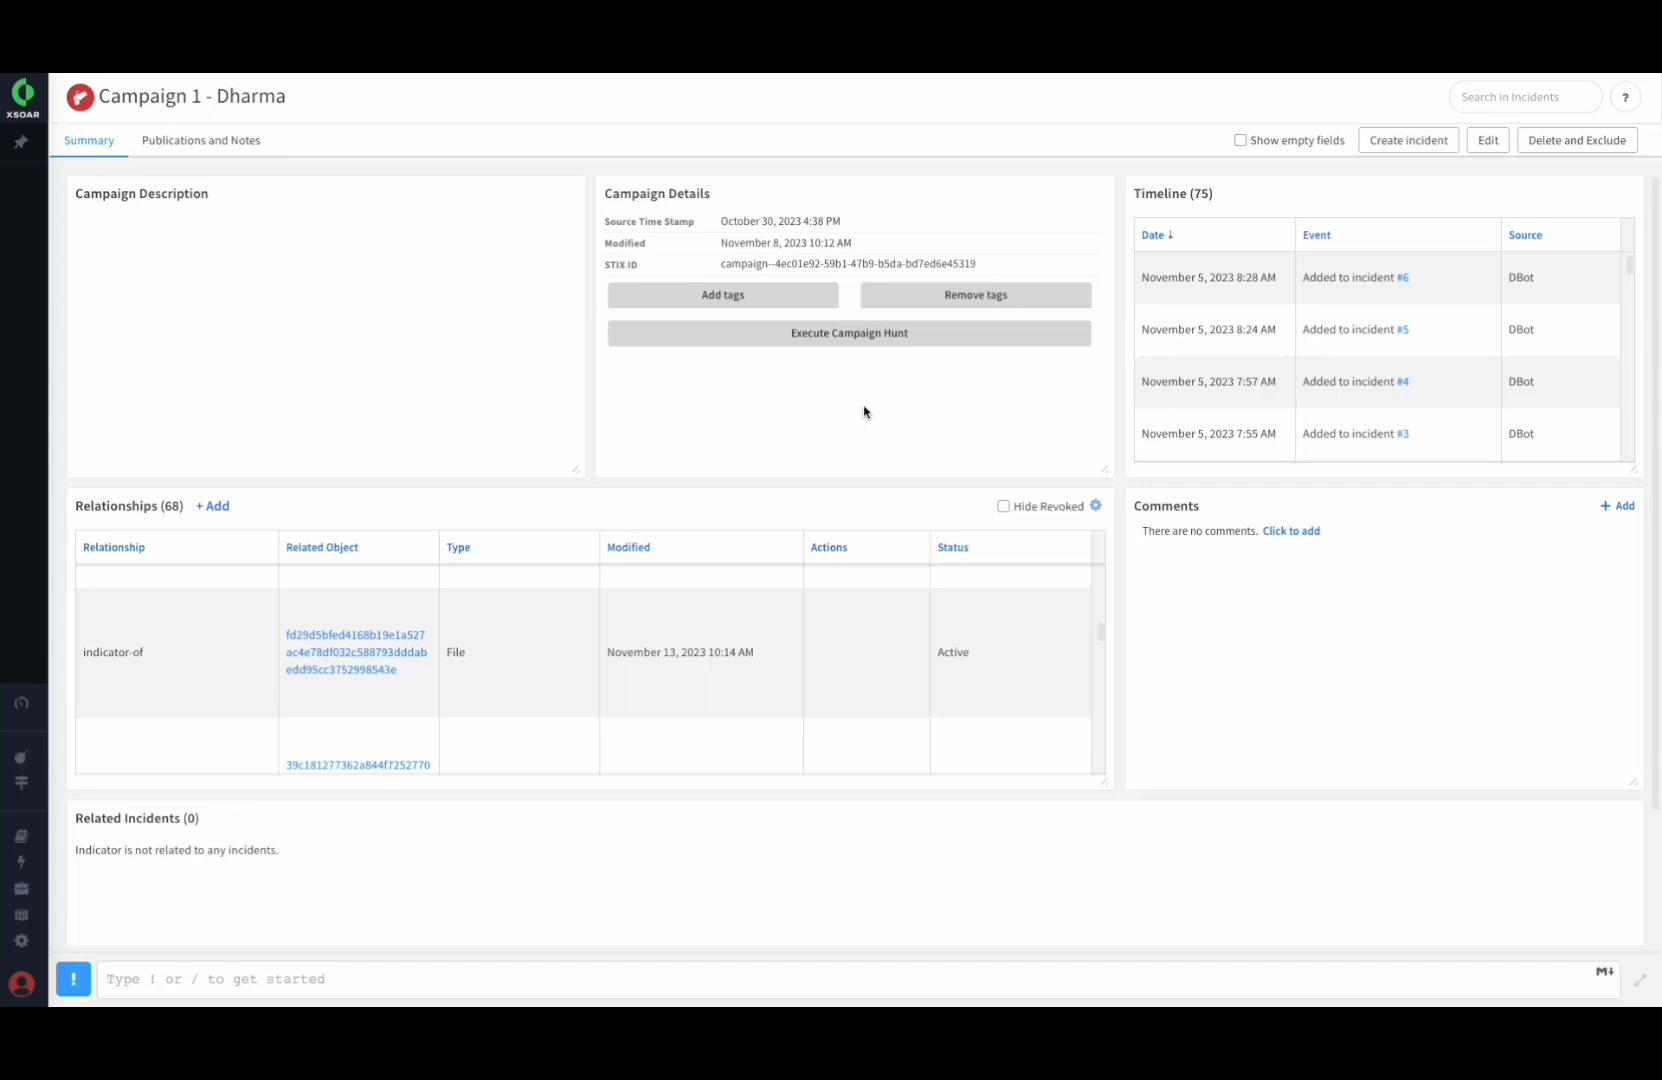 XSOAR
Campaign 1 - Dharma
Search in Incidents
?
Summary
Publications and Notes
Show empty fields
Create incident
Edit
Delete and Exclude
Campaign Description
Campaign Details
Source Time Stamp October 30, 2023 4:38 PM
Modified November 8, 2023 10:12 AM
STIX ID campaign--4ec01e92-59b1-47b9-b5da-bd7ed6e45319
Add tags
Remove tags
Execute Campaign Hunt
Timeline (75)
Date ↓ Event Source
November 5, 2023 8:28 AM Added to incident #6 DBot
November 5, 2023 8:24 AM Added to incident #5 DBot
November 5, 2023 7:57 AM Added to incident #4 DBot
November 5, 2023 7:55 AM Added to incident #3 DBot
Relationships (68) + Add
Hide Revoked
Relationship Related Object Type Modified Actions Status
fd29d5bfed4168b19e1a527
indicator-of ac4e78df032c588793dddab File November 13, 2023 10:14 AM Active
edd95cc3752998543e
39c181277362a844f7252770
Comments
+ Add
There are no comments. Click to add
Related Incidents (0)
Indicator is not related to any incidents.
!
Type ! or / to get started
M↓